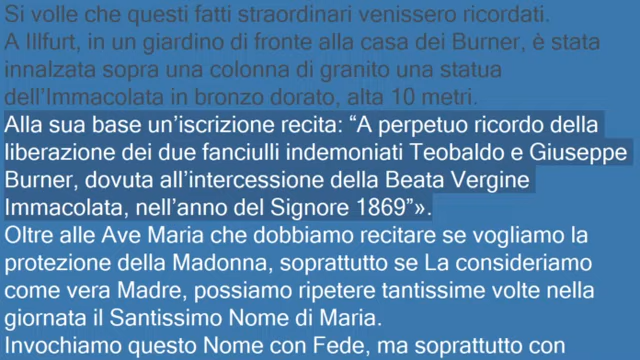 Si volle che questi fatti straordinari venissero ricordati.
A Illfurt, in un giardino di fronte alla casa dei Burner, è stata
innalzata sopra una colonna di granito una statua
dell’Immacolata in bronzo dorato, alta 10 metri.
Alla sua base un’iscrizione recita: “A perpetuo ricordo della
liberazione dei due fanciulli indemoniati Teobaldo e Giuseppe
Burner, dovuta all’intercessione della Beata Vergine
Immacolata, nell’anno del Signore 1869”».
Oltre alle Ave Maria che dobbiamo recitare se vogliamo la
protezione della Madonna, soprattutto se La consideriamo
come vera Madre, possiamo ripetere tantissime volte nella
giornata il Santissimo Nome di Maria.
Invochiamo questo Nome con Fede, ma soprattutto con